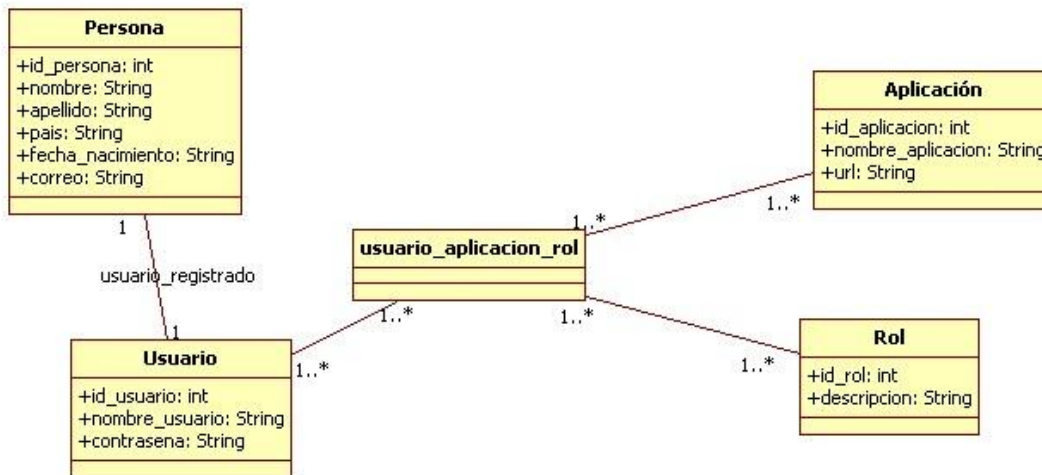 Persona
+id_persona: int
+nombre: String
+apellido: String
+pais: String
+fecha_nacimiento: String
+correo: String
1
usuario_registrado
1
Usuario
+id_usuario: int
+nombre_usuario: String
+contrasena: String
1..*
1..*
usuario_aplicacion_rol
1..*
1..*
Aplicación
+id_aplicacion: int
+nombre_aplicacion: String
+url: String
1..*
1..*
Rol
+id_rol: int
+descripcion: String